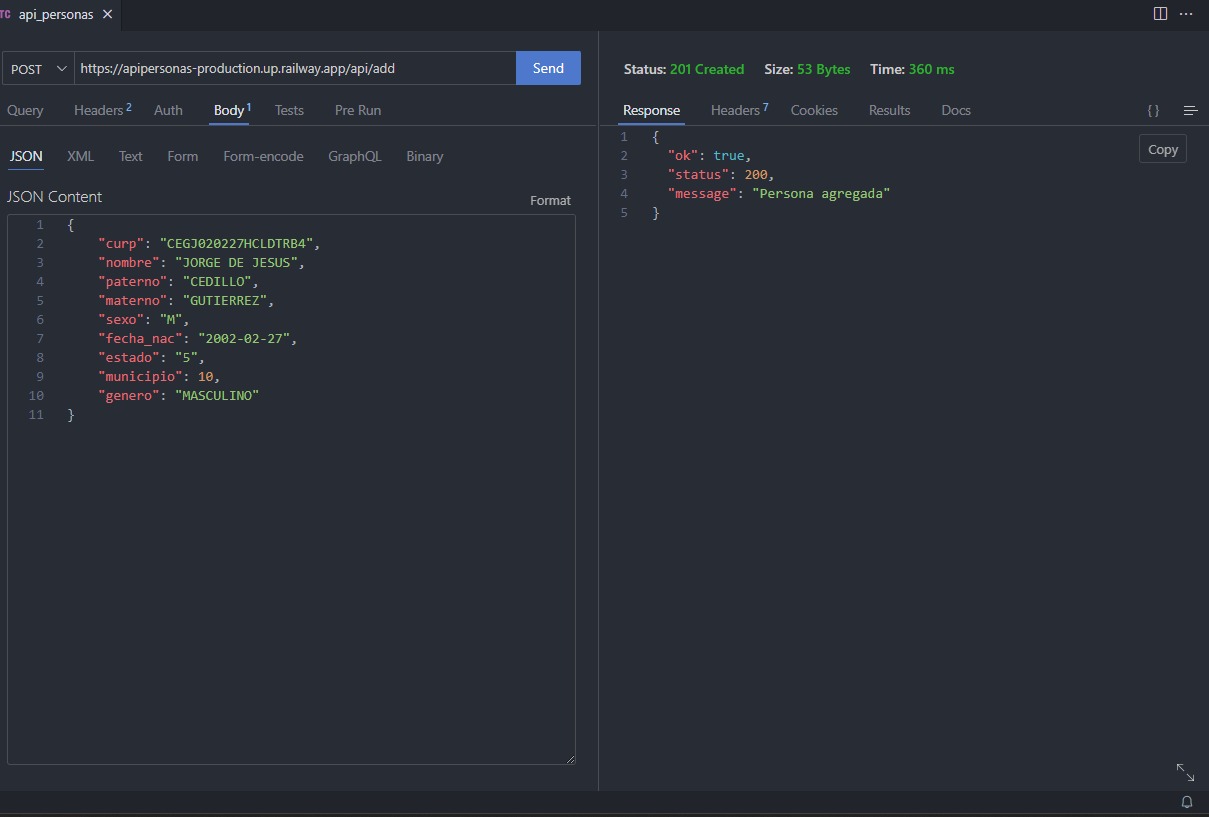 TC api_personas
POST https://apipersonas-production.up.railway.app/api/add Send
Query Headers 2 Auth Body 1 Tests Pre Run
JSON XML Text Form Form-encode GraphQL Binary
JSON Content Format
1 {
2 "curp": "CEGJ020227HCLDTRB4",
3 "nombre": "JORGE DE JESUS",
4 "paterno": "CEDILLO",
5 "materno": "GUTIERREZ",
6 "sexo": "M",
7 "fecha_nac": "2002-02-27",
8 "estado": "5",
9 "municipio": 10,
10 "genero": "MASCULINO"
11 }
Status: 201 Created Size: 53 Bytes Time: 360 ms
Response Headers 7 Cookies Results Docs { }
Copy
1 {
2 "ok": true,
3 "status": 200,
4 "message": "Persona agregada"
5 }